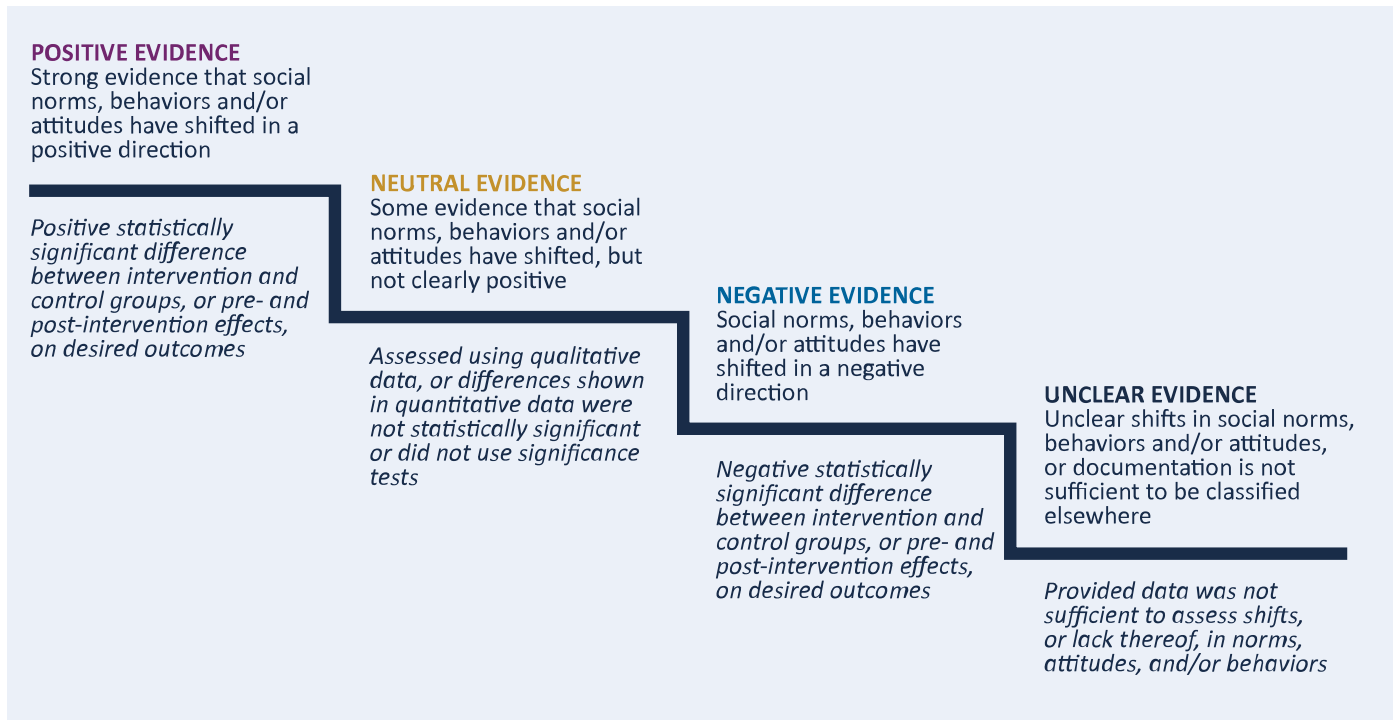 POSITIVE EVIDENCE
Strong evidence that social
norms, behaviors and/or
attitudes have shifted in a
positive direction
Positive statistically
significant difference
between intervention and
control groups, or pre- and
post-intervention effects,
on desired outcomes
NEUTRAL EVIDENCE
Some evidence that social
norms, behaviors and/or
attitudes have shifted, but
not clearly positive
Assessed using qualitative
data, or differences shown
in quantitative data were
not statistically significant
or did not use significance
tests
NEGATIVE EVIDENCE
Social norms, behaviors
and/or attitudes have
shifted in a negative
direction
Negative statistically
significant difference
between intervention and
control groups, or pre- and
post-intervention effects,
on desired outcomes
UNCLEAR EVIDENCE
Unclear shifts in social norms,
behaviors and/or attitudes,
or documentation is not
sufficient to be classified
elsewhere
Provided data was not
sufficient to assess shifts,
or lack thereof, in norms,
attitudes, and/or behaviors